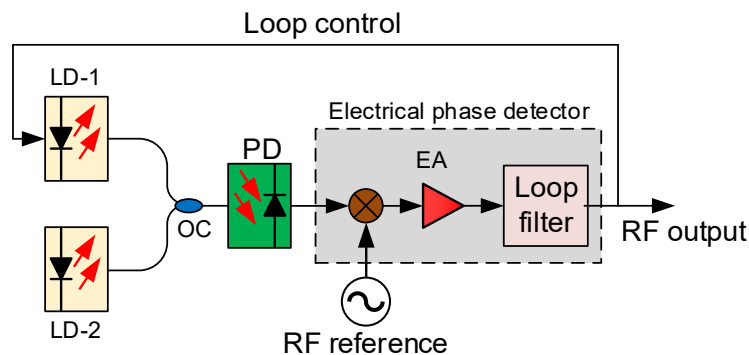 Loop control
LD-1
Electrical phase detector
PD
EA
Loop
filter
OC
RF output
LD-2
RF reference